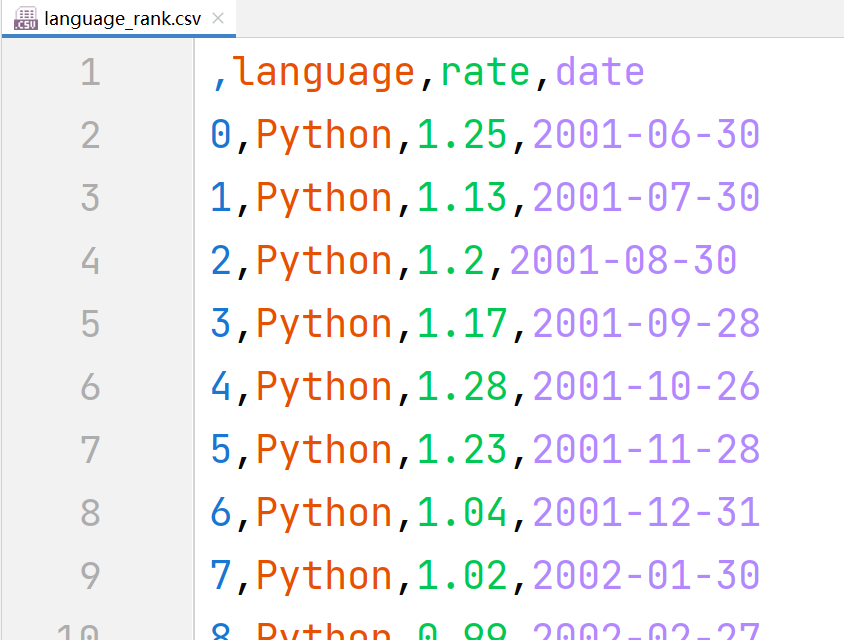 language_rank.csv
1 ,language,rate,date
2 0,Python,1.25,2001-06-30
3 1,Python,1.13,2001-07-30
4 2,Python,1.2,2001-08-30
5 3,Python,1.17,2001-09-28
6 4,Python,1.28,2001-10-26
7 5,Python,1.23,2001-11-28
8 6,Python,1.04,2001-12-31
9 7,Python,1.02,2002-01-30
10 8,Python,0.99,2002-02-27